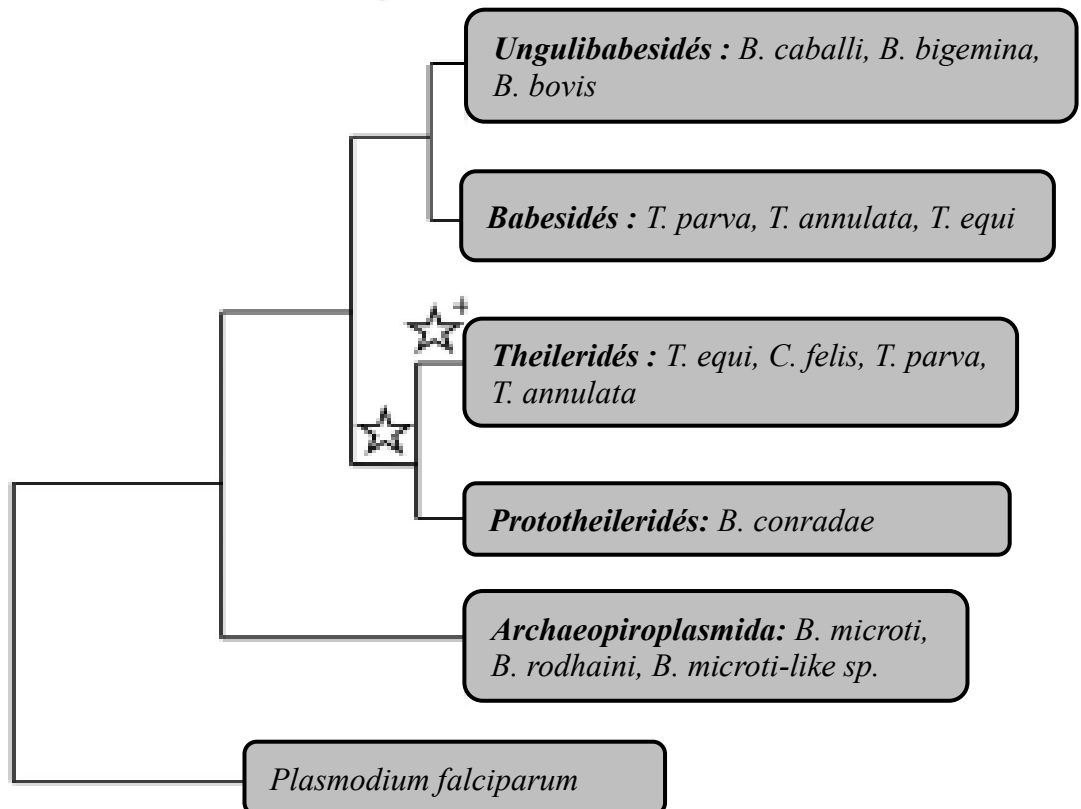 Ungulibabesidés : B. caballi, B. bigemina,
B. bovis
Babesidés : T. parva, T. annulata, T. equi
+
Theileridés : T. equi, C. felis, T. parva,
T. annulata
Prototheileridés: B. conradae
Archaeopiroplasmida: B. microti,
B. rodhaini, B. microti-like sp.
Plasmodium falciparum